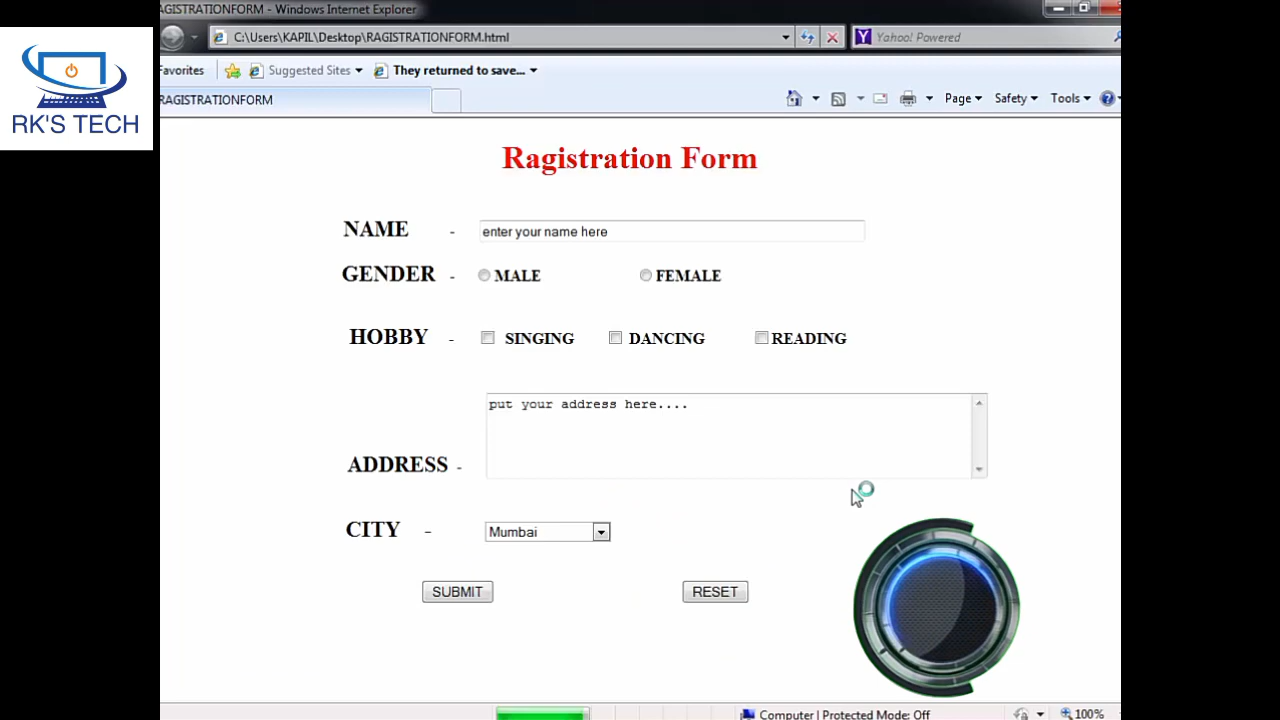 AGISTRATIONFORM - Windows Internet Explorer
C:\Users\KAPIL\Desktop\RAGISTRATIONFORM.html
Yahoo! Powered
RK'S TECH
avorites Suggested Sites They returned to save...
RAGISTRATIONFORM
Page Safety Tools
Ragistration Form
NAME - enter your name here
GENDER - MALE FEMALE
HOBBY - SINGING DANCING READING
put your address here....
ADDRESS -
CITY - Mumbai
SUBMIT RESET
Computer | Protected Mode: Off 100%